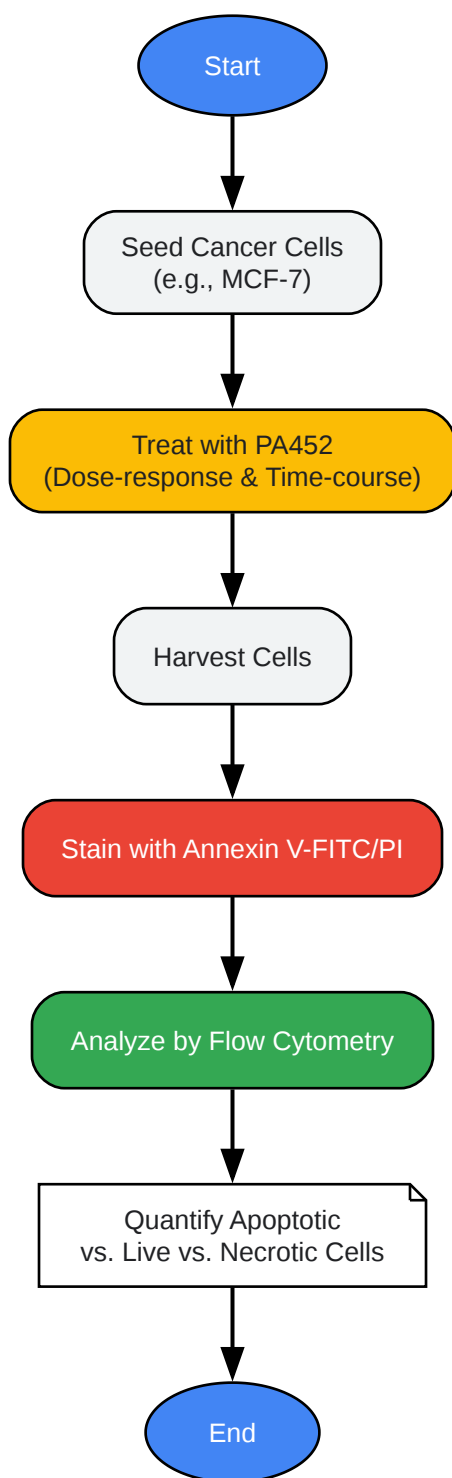 Start
Seed Cancer Cells
(e.g., MCF-7)
Treat with PA452
(Dose-response & Time-course)
Harvest Cells
Stain with Annexin V-FITC/PI
Analyze by Flow Cytometry
Quantify Apoptotic
vs. Live vs. Necrotic Cells
End